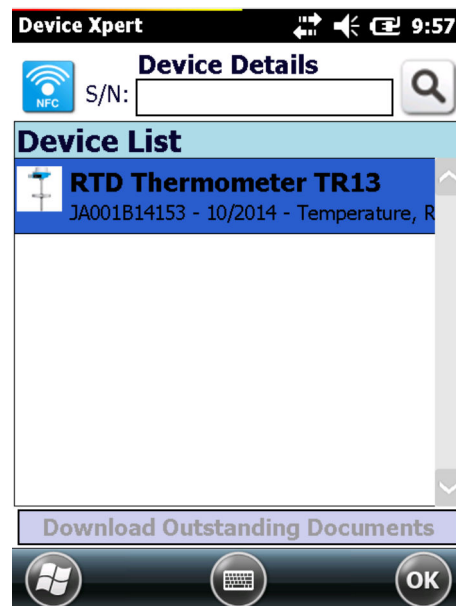 Device Xpert 9:57
Device Details
NFC
S/N:
Device List
RTD Thermometer TR13
JA001B14153 - 10/2014 - Temperature, R
Download Outstanding Documents
OK